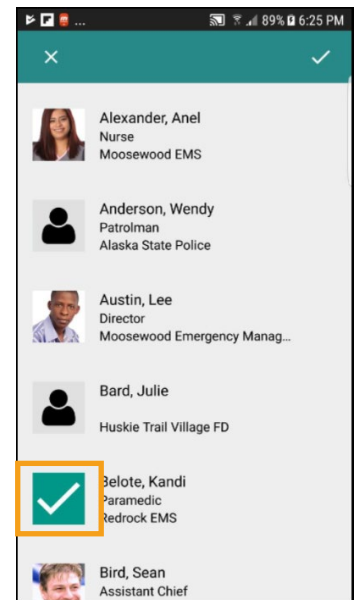 ... 89% 6:25 PM
Alexander, Anel
Nurse
Moosewood EMS
Anderson, Wendy
Patrolman
Alaska State Police
Austin, Lee
Director
Moosewood Emergency Manag...
Bard, Julie
Huskie Trail Village FD
Belote, Kandi
Paramedic
Redrock EMS
Bird, Sean
Assistant Chief